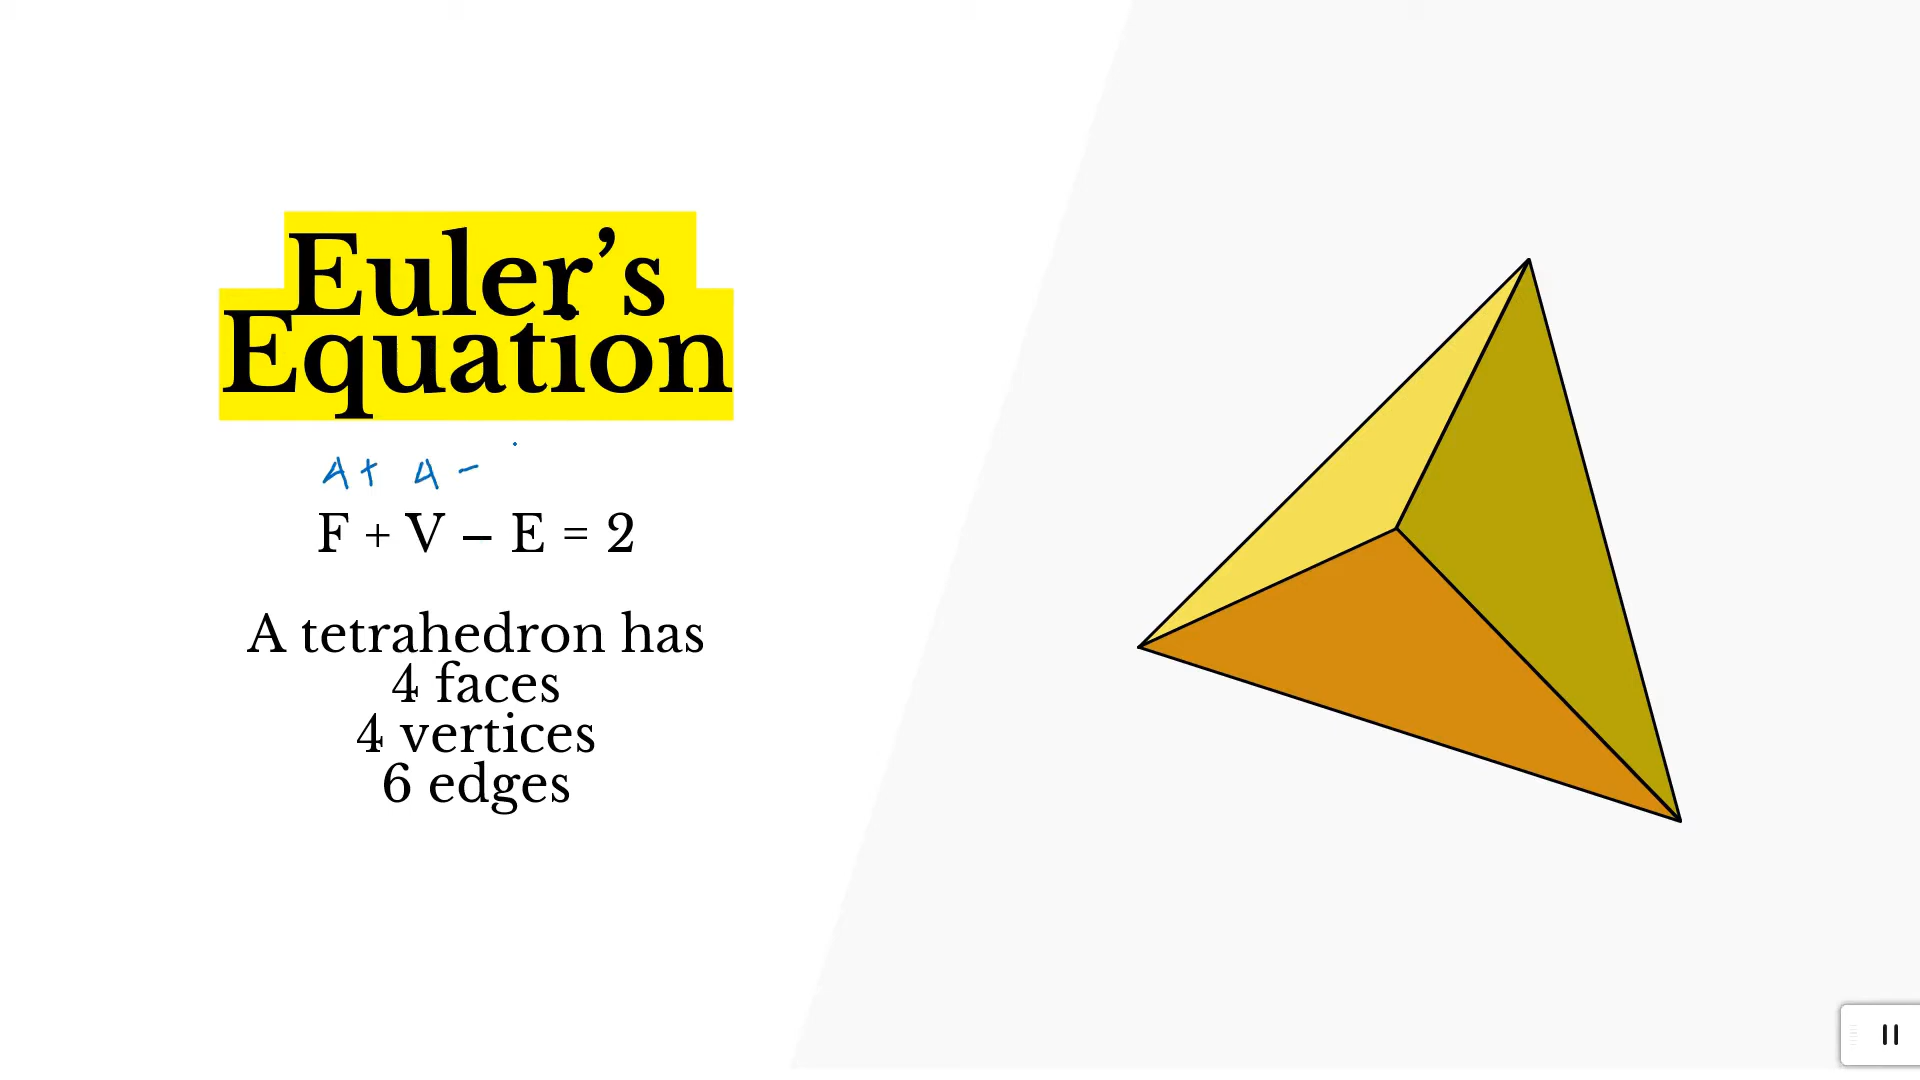 Euler’s
Equation
4+ 4 -
F + V – E = 2
A tetrahedron has
4 faces
4 vertices
6 edges